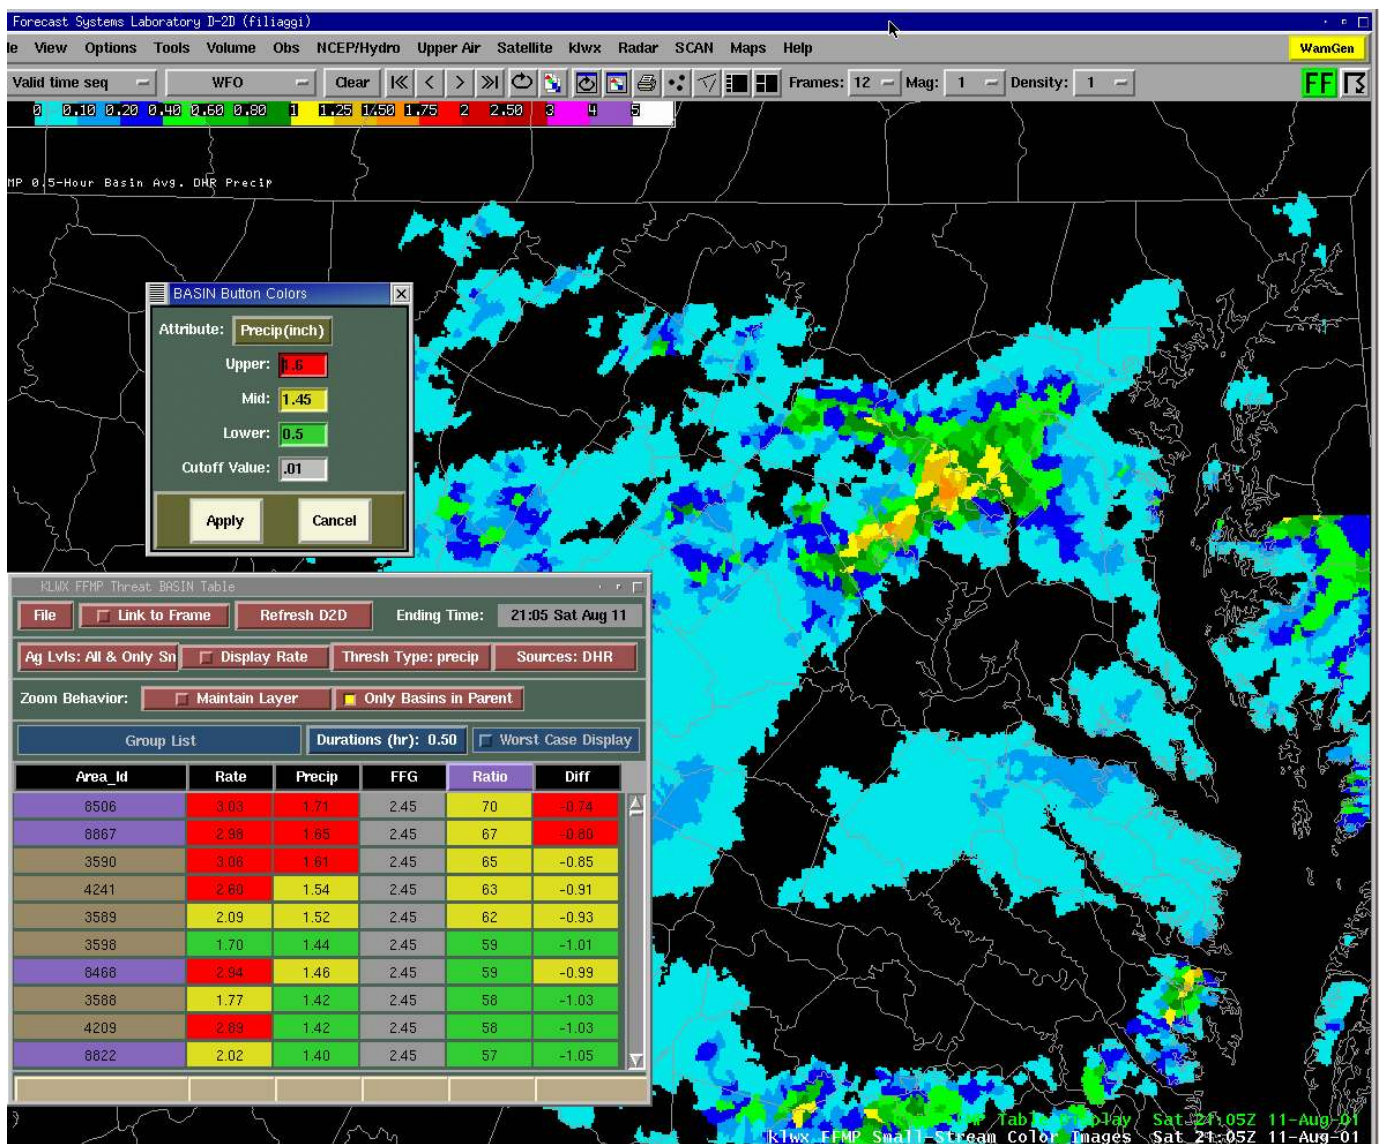 Forecast Systems Laboratory D-2D (filiaggi)
le View Options Tools Volume Obs NCEP/Hydro Upper Air Satellite klwx Radar SCAN Maps Help WarnGen
Valid time seq WFO Clear Frames: 12 Mag: 1 Density: 1 FF
0 0.10 0.20 0.40 0.60 0.80 1 1.25 1.50 1.75 2 2.50 3 4 5
MP 0.5-Hour Basin Avg. DHR Precip
BASIN Button Colors
Attribute: Precip(inch)
Upper: 1.6
Mid: 1.45
Lower: 0.5
Cutoff Value: .01
Apply Cancel
KLWX FFMP Threat BASIN Table
File Link to Frame Refresh D2D Ending Time: 21:05 Sat Aug 11
Ag Lvls: All & Only Sn Display Rate Thresh Type: precip Sources: DHR
Zoom Behavior: Maintain Layer Only Basins in Parent
Group List Durations (hr): 0.50 Worst Case Display
Area_Id Rate Precip FFG Ratio Diff
8506 3.03 1.71 2.45 70 -0.74
8867 2.98 1.65 2.45 67 -0.80
3590 3.06 1.61 2.45 65 -0.85
4241 2.60 1.54 2.45 63 -0.91
3589 2.09 1.52 2.45 62 -0.93
3598 1.70 1.44 2.45 59 -1.01
8468 2.94 1.46 2.45 59 -0.99
3588 1.77 1.42 2.45 58 -1.03
4209 2.89 1.42 2.45 58 -1.03
8822 2.02 1.40 2.45 57 -1.05
MP Table Display Sat 21:05Z 11-Aug-01
klwx FFMP Small-Stream Color Images Sat 21:05Z 11-Aug-01